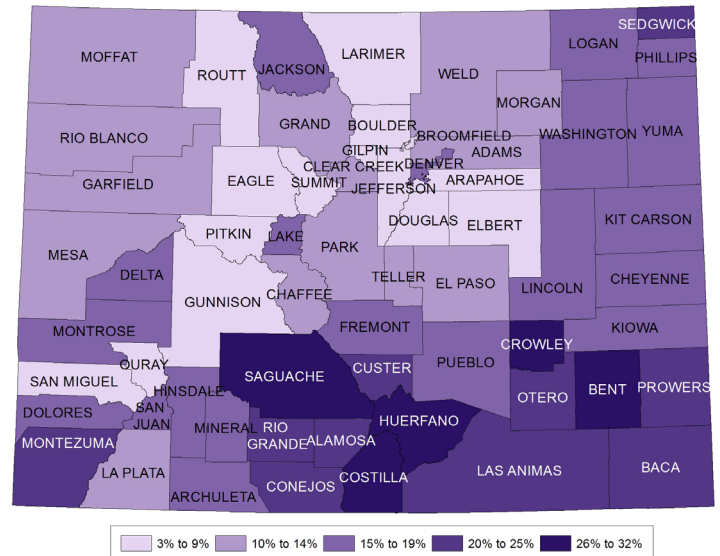 SEDGWICK
LOGAN
LARIMER
MOFFAT
PHILLIPS
ROUTT
JACKSON
WELD
MORGAN
GRAND
BOULDER
RIO BLANCO
BROOMFIELD
WASHINGTON
YUMA
GILPIN
ADAMS
CLEAR CREEK
DENVER
GARFIELD
EAGLE
SUMMIT
JEFFERSON
ARAPAHOE
DOUGLAS
ELBERT
KIT CARSON
PITKIN
LAKE
PARK
MESA
DELTA
TELLER
EL PASO
LINCOLN
CHEYENNE
GUNNISON
CHAFFEE
MONTROSE
FREMONT
KIOWA
CROWLEY
OURAY
PUEBLO
CUSTER
SAGUACHE
SAN MIGUEL
HINSDALE
OTERO
BENT
PROWERS
DOLORES
SAN
JUAN
MINERAL
RIO
GRANDE
ALAMOSA
HUERFANO
MONTEZUMA
LA PLATA
COSTILLA
LAS ANIMAS
BACA
ARCHULETA
CONEJOS
3% to 9%
10% to 14%
15% to 19%
20% to 25%
26% to 32%